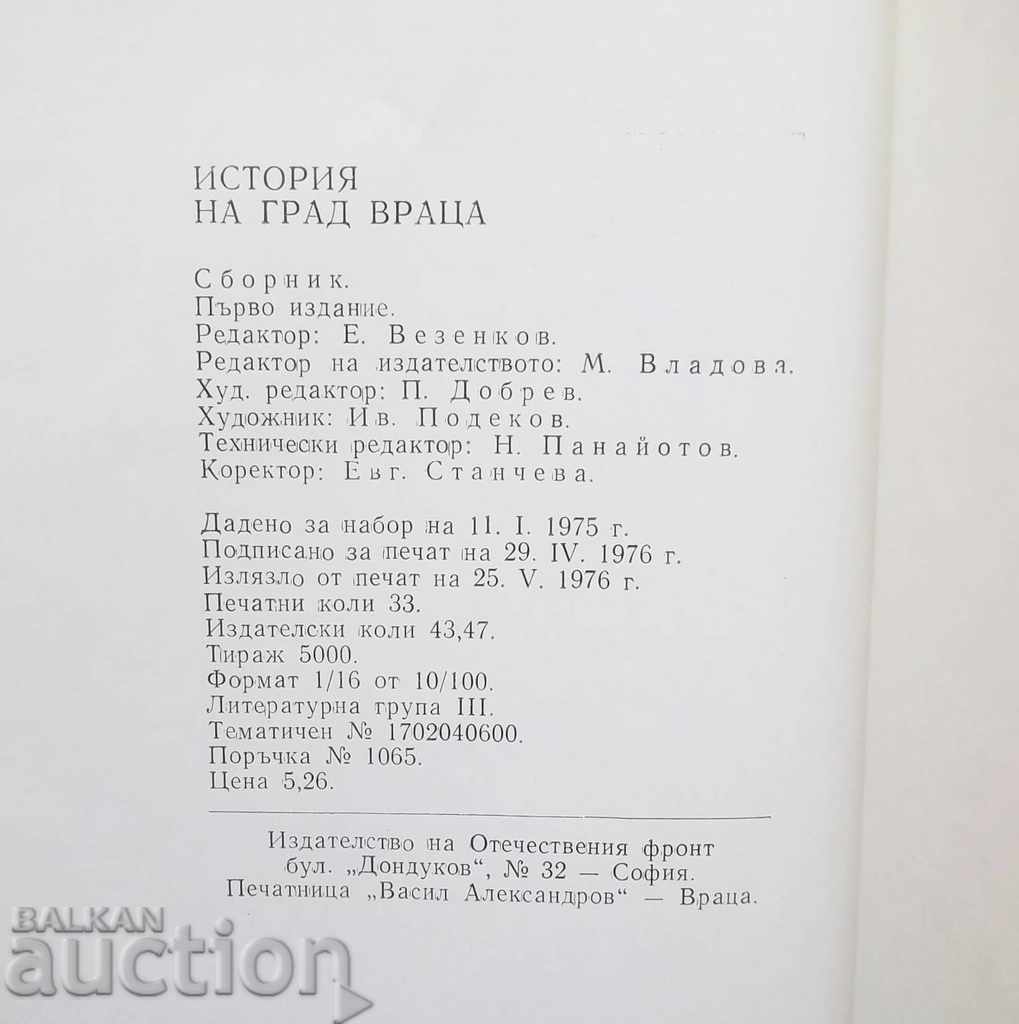 ИСТОРИЯ
НА ГРАД ВРАЦА
Сборник.
Първо издание.
Редактор: Е. Везенков.
Редактор на издателството: М. Владова.
Худ. редактор: П. Добрев.
Художник: Ив. Подеков.
Технически редактор: Н. Панайотов.
Коректор: Евг. Станчева.
Дадено за набор на 11. I. 1975 г.
Подписано за печат на 29. IV. 1976 г.
Излязло от печат на 25. V. 1976 г.
Печатни коли 33.
Издателски коли 43,47.
Тираж 5000.
Формат 1/16 от 10/100.
Литературна група III.
Тематичен № 1702040600.
Поръчка № 1065.
Цена 5,26.
Издателство на Отечествения фронт
бул. „Дондуков“, № 32 — София.
Печатница „Васил Александров“ — Враца.
BALKAN
auction